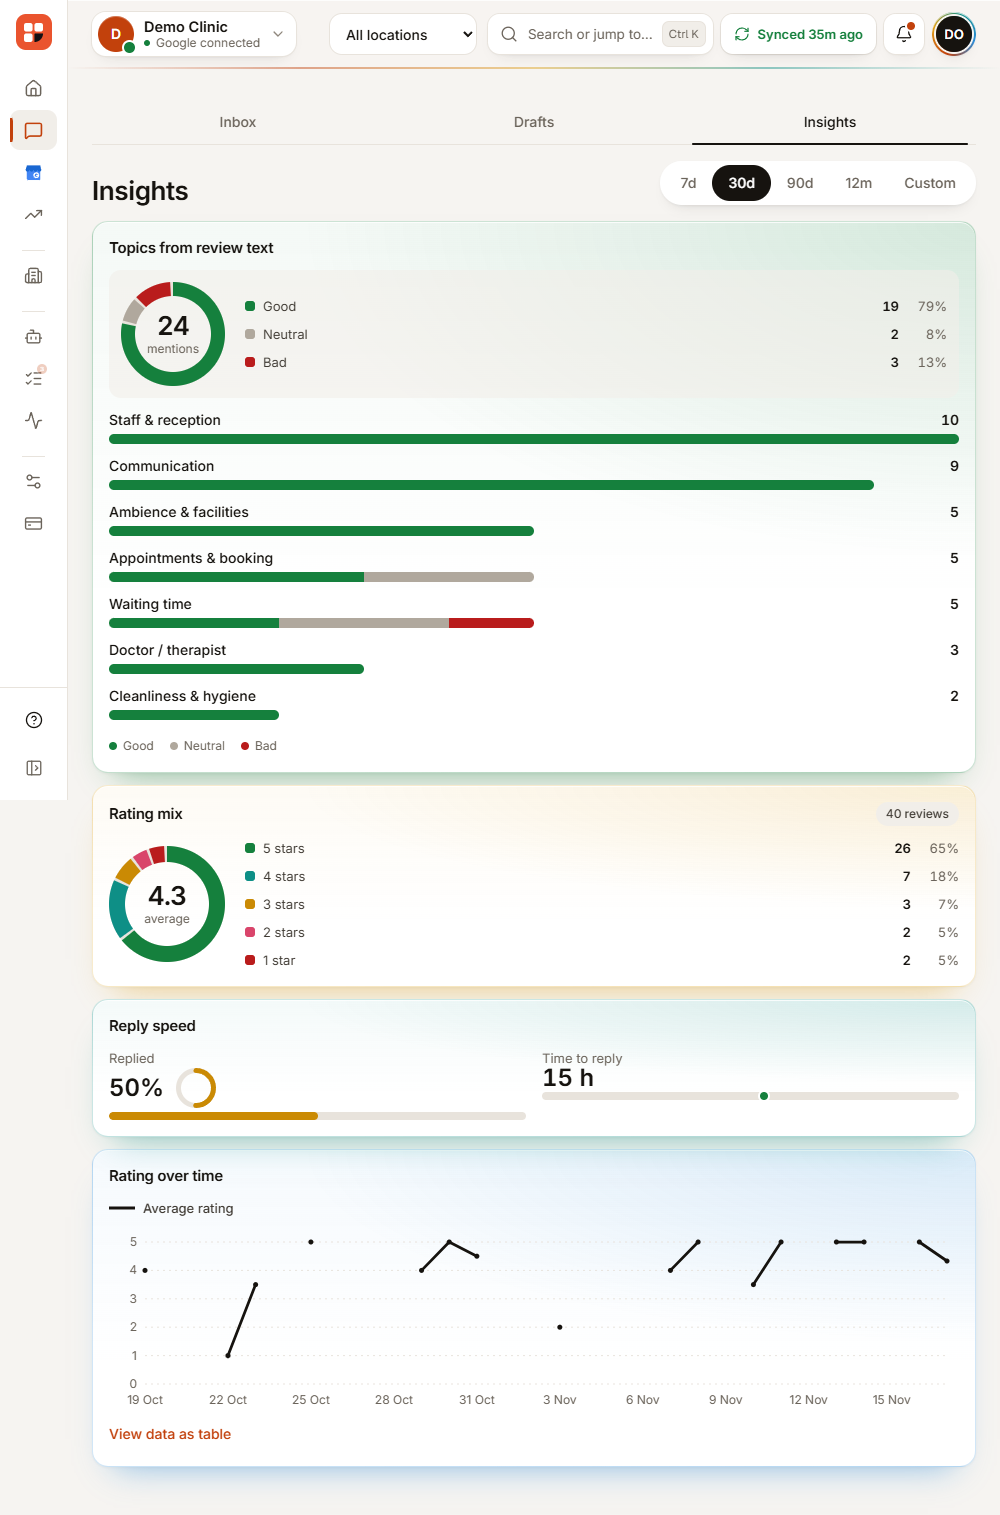 D
Demo Clinic
Google connected
All locations
Search or jump to...
Ctrl K
Synced 35m ago
DO
Inbox
Drafts
Insights
Insights
7d
30d
90d
12m
Custom
Topics from review text
24
mentions
Good 19 79%
Neutral 2 8%
Bad 3 13%
Staff & reception 10
Communication 9
Ambience & facilities 5
Appointments & booking 5
Waiting time 5
Doctor / therapist 3
Cleanliness & hygiene 2
Good Neutral Bad
Rating mix
40 reviews
4.3
average
5 stars 26 65%
4 stars 7 18%
3 stars 3 7%
2 stars 2 5%
1 star 2 5%
Reply speed
Replied
50%
Time to reply
15 h
Rating over time
Average rating
5
4
3
2
1
0
19 Oct 22 Oct 25 Oct 28 Oct 31 Oct 3 Nov 6 Nov 9 Nov 12 Nov 15 Nov
View data as table